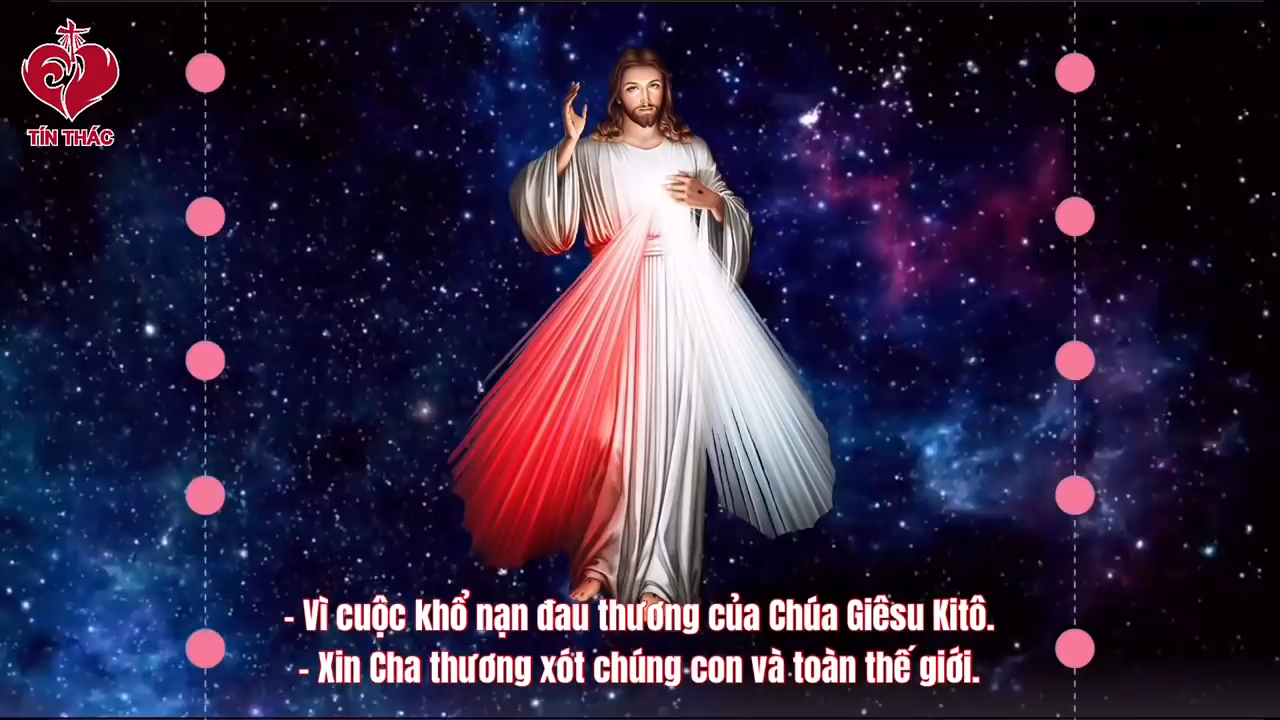 TÍN THÁC
- Vì cuộc khổ nạn đau thương của Chúa Giêsu Kitô.
- Xin Cha thương xót chúng con và toàn thế giới.